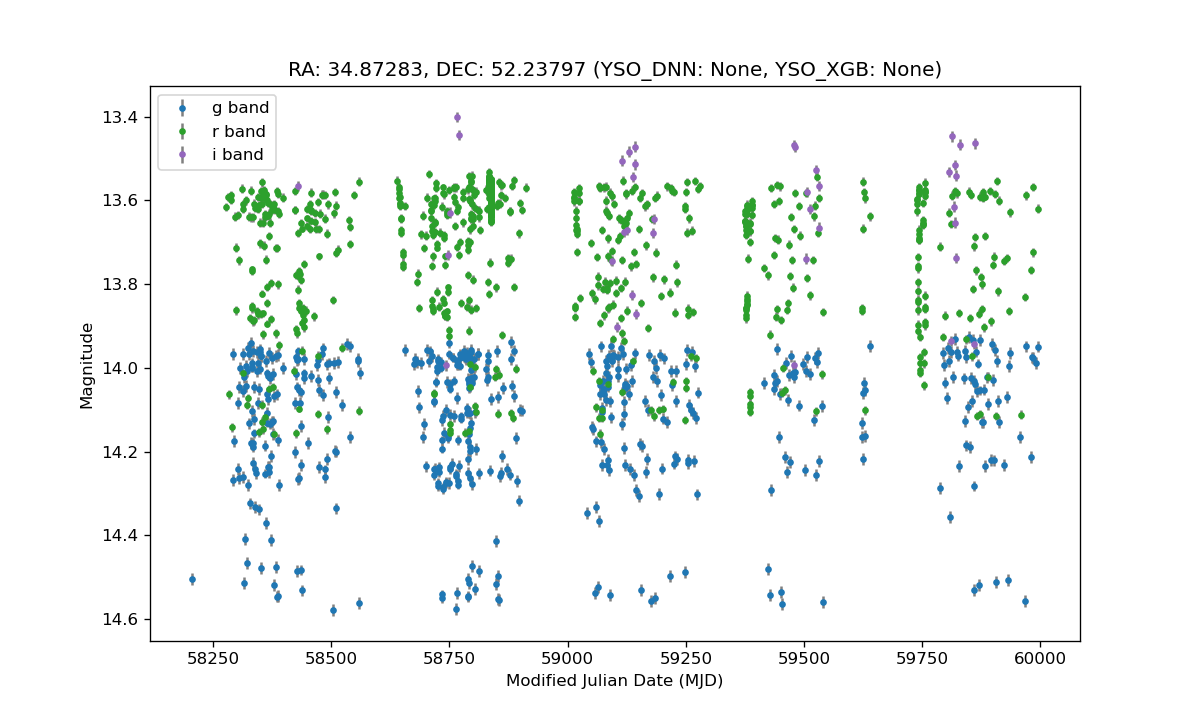 RA: 34.87283, DEC: 52.23797 (YSO_DNN: None, YSO_XGB: None)
g band
r band
i band
13.4
13.6
13.8
14.0
14.2
14.4
14.6
Magnitude
58250 58500 58750 59000 59250 59500 59750 60000
Modified Julian Date (MJD)